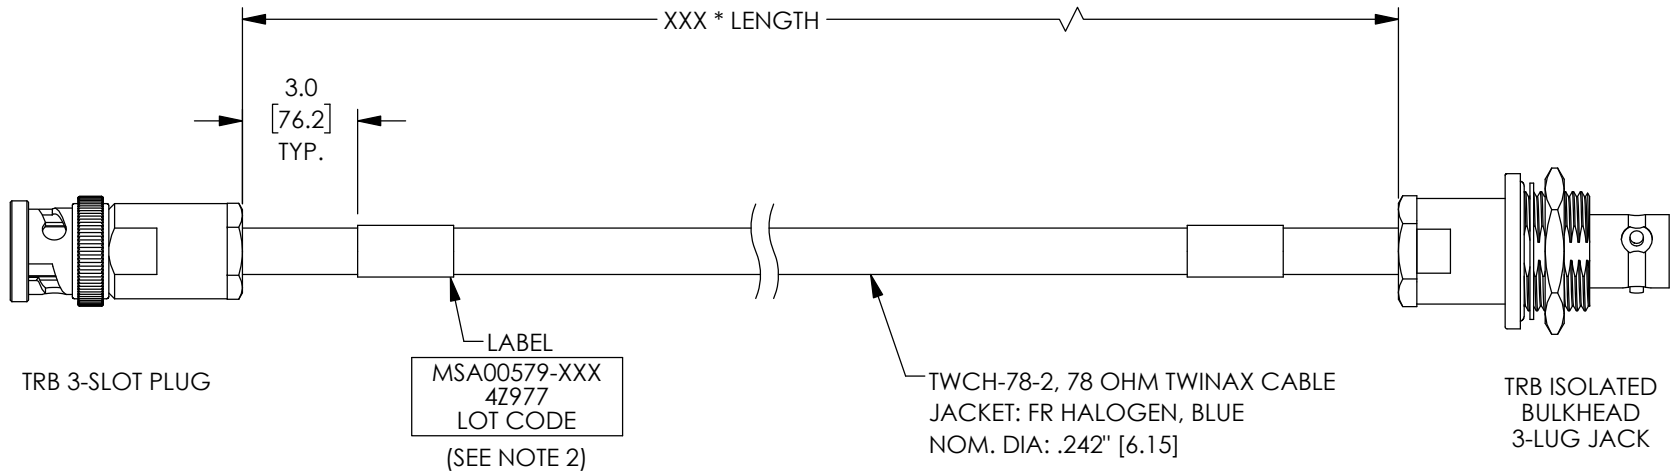 XXX * LENGTH
3.0
[76.2]
TYP.
TRB 3-SLOT PLUG
LABEL
MSA00579-XXX
4Z977
LOT CODE
(SEE NOTE 2)
TWCH-78-2, 78 OHM TWINAX CABLE
JACKET: FR HALOGEN, BLUE
NOM. DIA: .242" [6.15]
TRB ISOLATED
BULKHEAD
3-LUG JACK